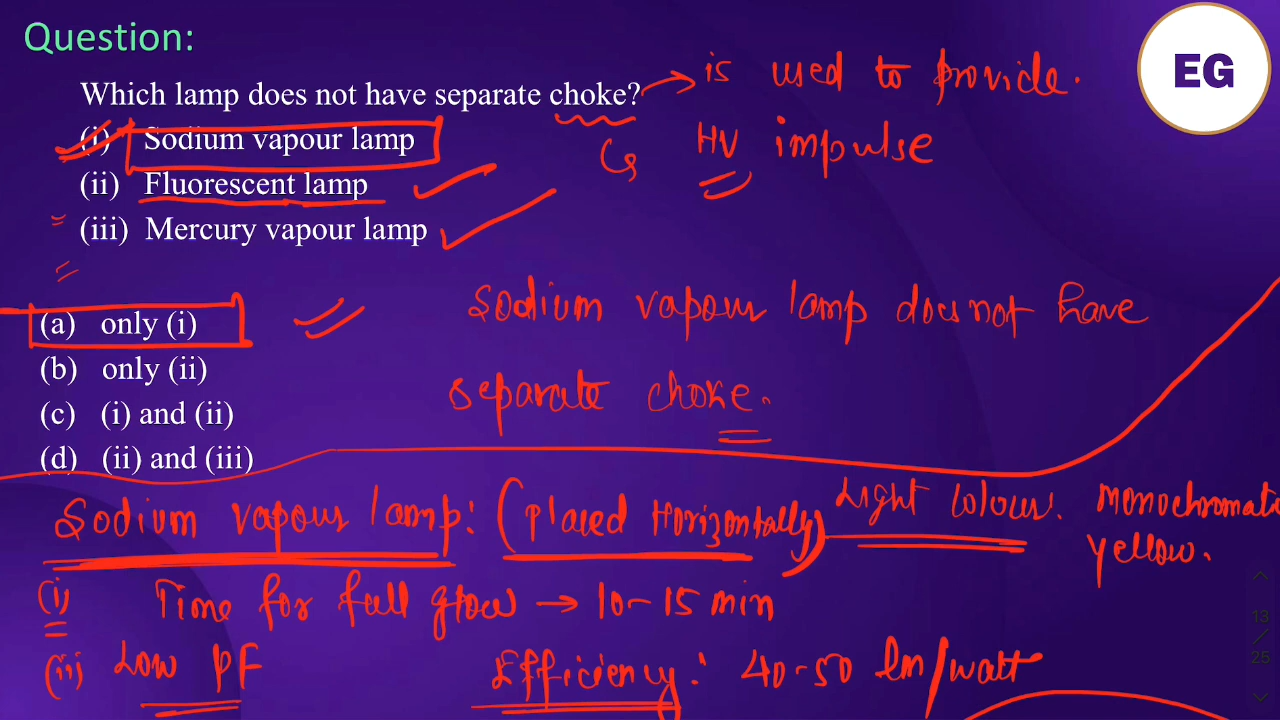 Question:
EG
Which lamp does not have separate choke? → is used to provide.
HV impulse
(i) Sodium vapour lamp
(ii) Fluorescent lamp
(iii) Mercury vapour lamp
Sodium vapour lamp does not have
separate choke.
(a) only (i)
(b) only (ii)
(c) (i) and (ii)
(d) (ii) and (iii)
Sodium vapour lamp: (Placed Horizontally) Light colour: monochromatic
yellow.
(i) Time for full glow → 10-15 min
(ii) Low PF Efficiency: 40-50 lm/watt
13
25